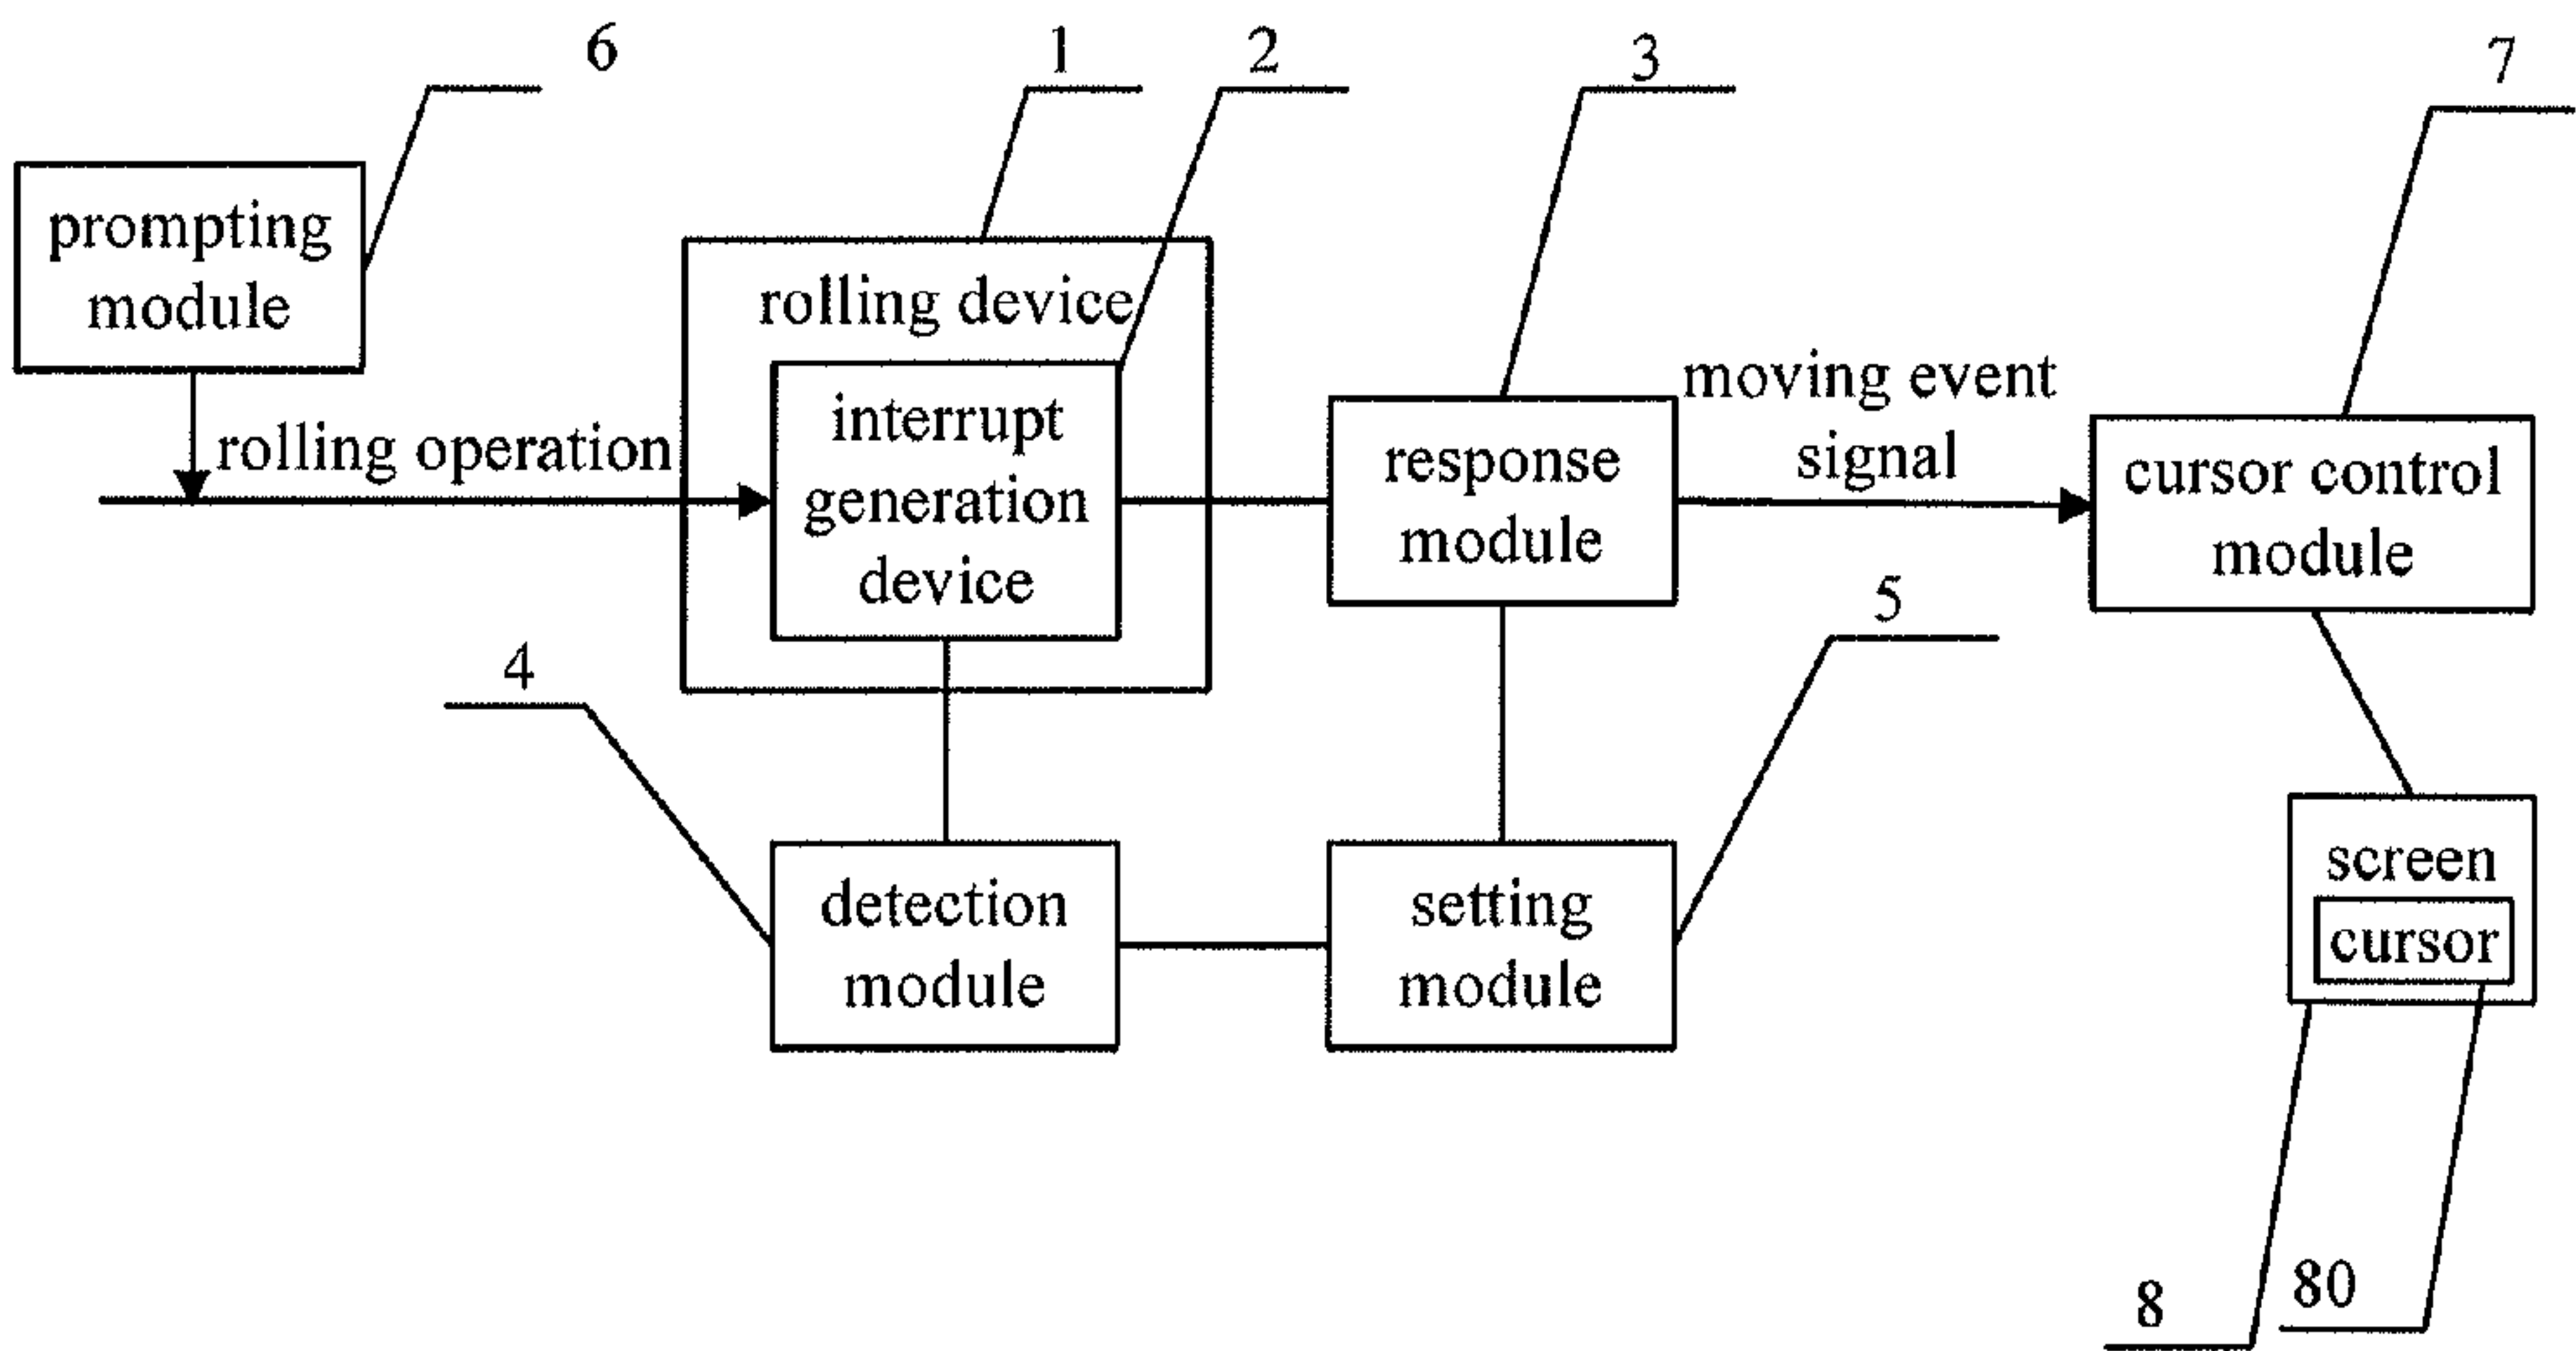 6
1
2
3
7
prompting
module
rolling device
rolling operation
interrupt
generation
device
response
module
moving event
signal
cursor control
module
4
5
detection
module
setting
module
screen
cursor
8
80